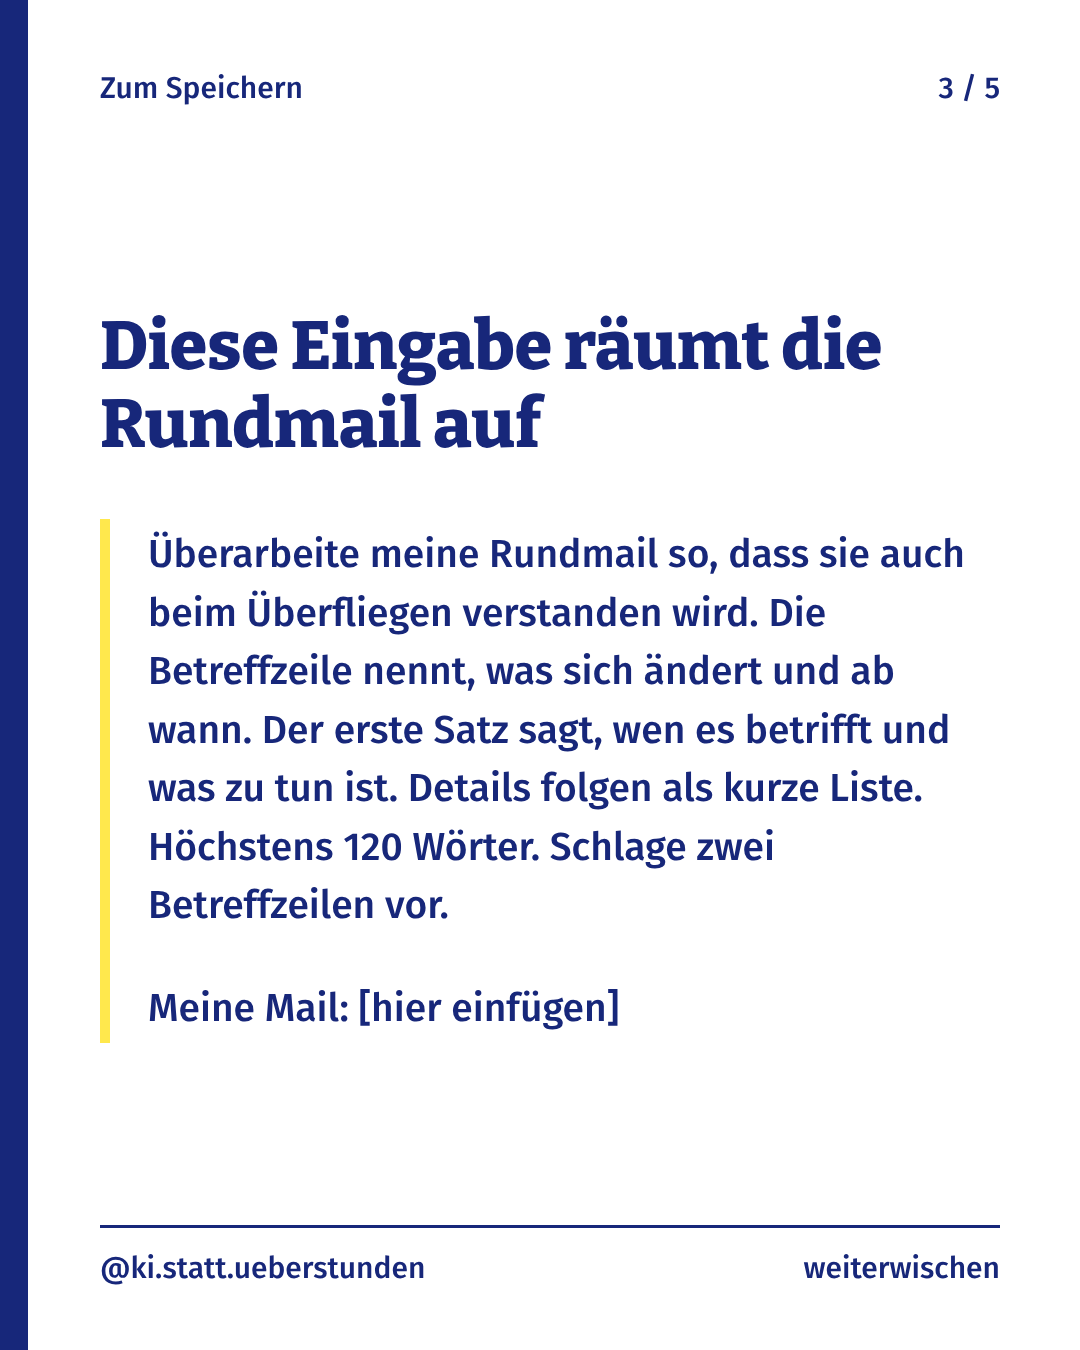 Zum Speichern
3 / 5
Diese Eingabe räumt die
Rundmail auf
Überarbeite meine Rundmail so, dass sie auch
beim Überfliegen verstanden wird. Die
Betreffzeile nennt, was sich ändert und ab
wann. Der erste Satz sagt, wen es betrifft und
was zu tun ist. Details folgen als kurze Liste.
Höchstens 120 Wörter. Schlage zwei
Betreffzeilen vor.
Meine Mail: [hier einfügen]
@ki.statt.ueberstunden
weiterwischen